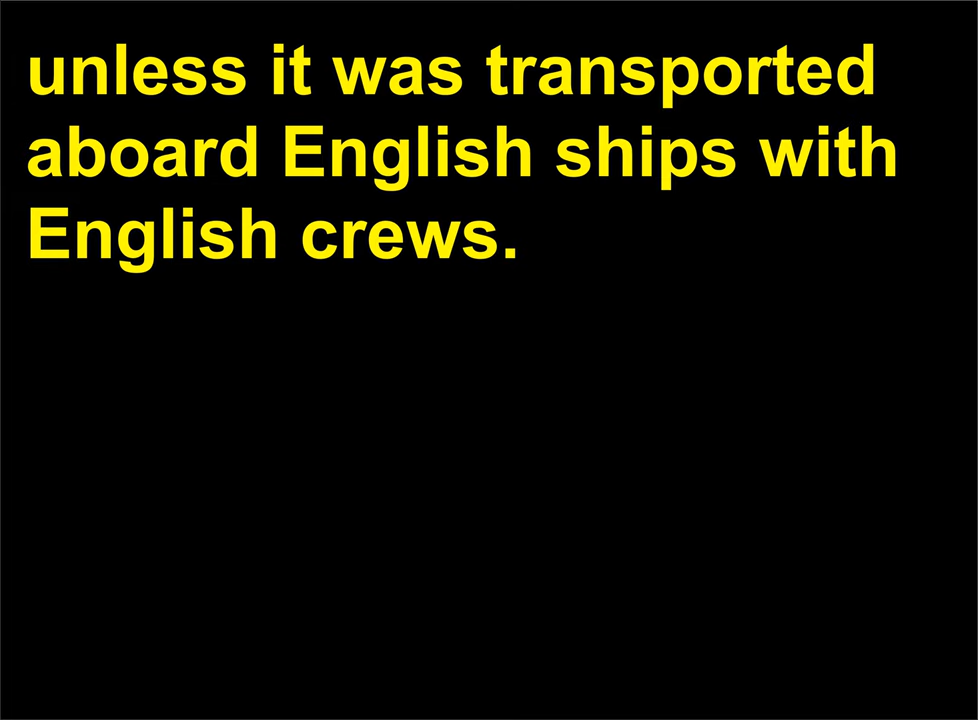 unless it was transported
aboard English ships with
English crews.